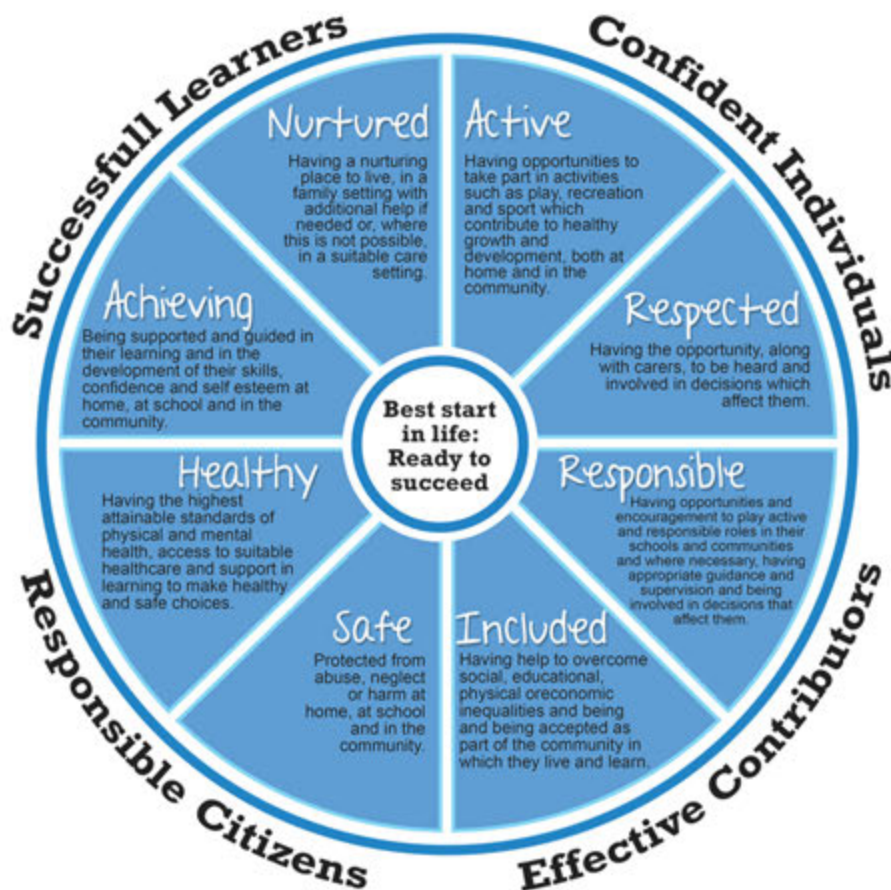 Successfull Learners
Confident Individuals
Nurtured
Having a nurturing
place to live, in a
family setting with
additional help if
needed or, where
this is not possible,
in a suitable care
setting.
Active
Having opportunities to
take part in activities
such as play, recreation
and sport which
contribute to healthy
growth and
development, both at
home and in the
community.
Achieving
Being supported and guided in
their learning and in the
development of their skills,
confidence and self esteem at
home, at school and in the
community.
Respected
Having the opportunity, along
with carers, to be heard and
involved in decisions which
affect them.
Best start
in life:
Ready to
succeed
Healthy
Having the highest
attainable standards of
physical and mental
health, access to suitable
healthcare and support in
learning to make healthy
and safe choices.
Responsible
Having opportunities and
encouragement to play active
and responsible roles in their
schools and communities
and where necessary, having
appropriate guidance and
supervision and being
involved in decisions that
affect them.
Safe
Protected from
abuse, neglect
or harm at
home, at school
and in the
community.
Included
Having help to overcome
social, educational,
physical oreconomic
inequalities and being
and being accepted as
part of the community in
which they live and learn.
Responsible Citizens
Effective Contributors